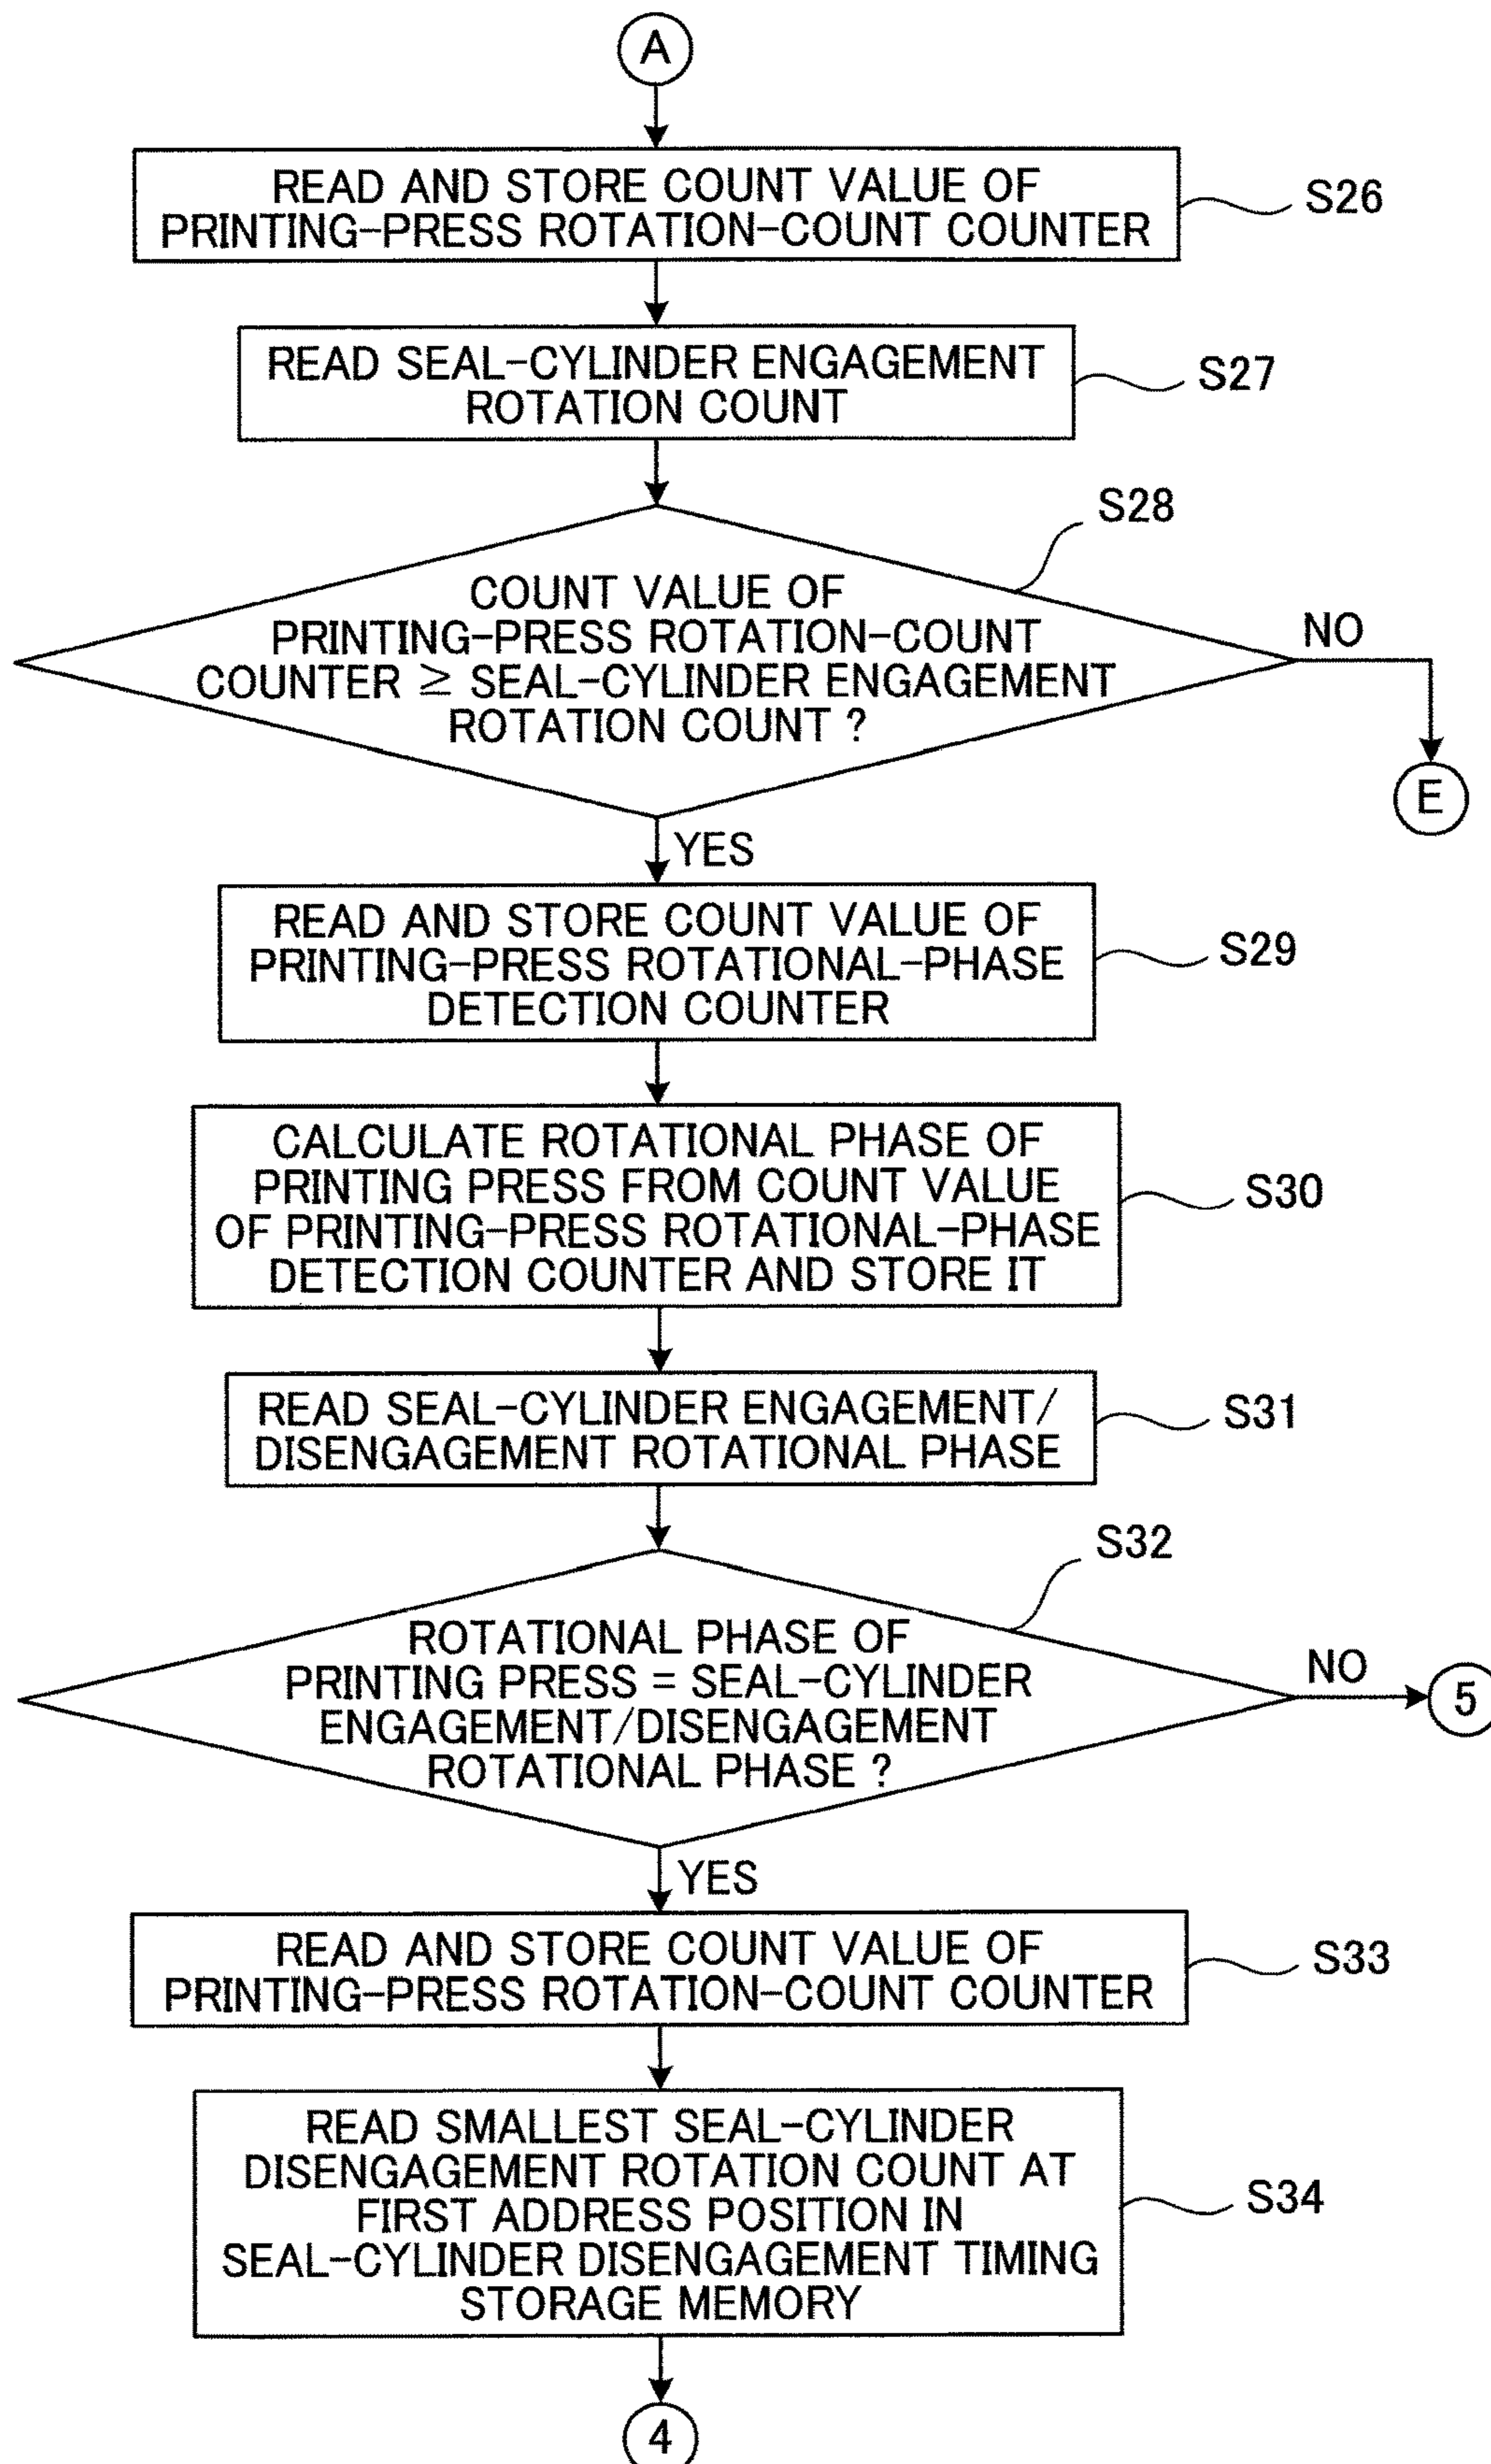 A
READ AND STORE COUNT VALUE OF
PRINTING-PRESS ROTATION-COUNT COUNTER
S26
READ SEAL-CYLINDER ENGAGEMENT
ROTATION COUNT
S27
S28
COUNT VALUE OF
PRINTING-PRESS ROTATION-COUNT
COUNTER ≧ SEAL-CYLINDER ENGAGEMENT
ROTATION COUNT ?
NO
E
YES
READ AND STORE COUNT VALUE OF
PRINTING-PRESS ROTATIONAL-PHASE
DETECTION COUNTER
S29
CALCULATE ROTATIONAL PHASE OF
PRINTING PRESS FROM COUNT VALUE
OF PRINTING-PRESS ROTATIONAL-PHASE
DETECTION COUNTER AND STORE IT
S30
READ SEAL-CYLINDER ENGAGEMENT/
DISENGAGEMENT ROTATIONAL PHASE
S31
S32
ROTATIONAL PHASE OF
PRINTING PRESS = SEAL-CYLINDER
ENGAGEMENT/DISENGAGEMENT
ROTATIONAL PHASE ?
NO
5
YES
READ AND STORE COUNT VALUE OF
PRINTING-PRESS ROTATION-COUNT COUNTER
S33
READ SMALLEST SEAL-CYLINDER
DISENGAGEMENT ROTATION COUNT AT
FIRST ADDRESS POSITION IN
SEAL-CYLINDER DISENGAGEMENT TIMING
STORAGE MEMORY
S34
4